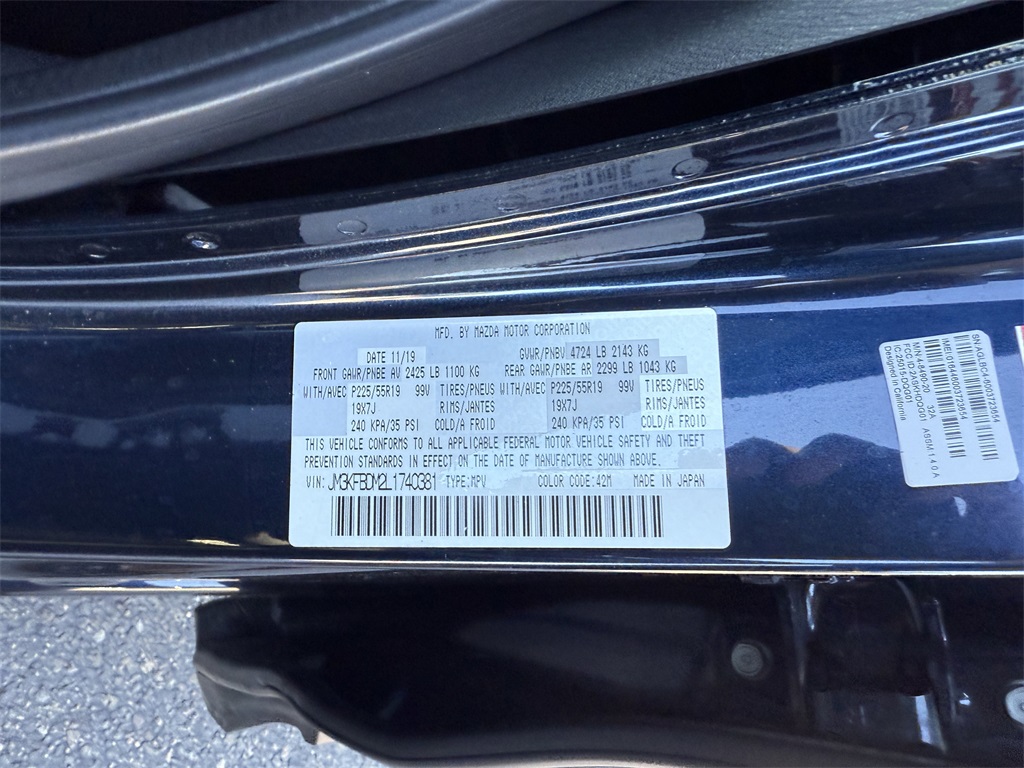 MFD. BY MAZDA MOTOR CORPORATION
DATE 11/19 GVWR/PNBV 4724 LB 2143 KG
FRONT GAWR/PNBE AV 2425 LB 1100 KG REAR GAWR/PNBE AR 2299 LB 1043 KG
WITH/AVEC P225/55R19 99V TIRES/PNEUS WITH/AVEC P225/55R19 99V TIRES/PNEUS
19X7J RIMS/JANTES 19X7J RIMS/JANTES
240 KPA/35 PSI COLD/A FROID 240 KPA/35 PSI COLD/A FROID
THIS VEHICLE CONFORMS TO ALL APPLICABLE FEDERAL MOTOR VEHICLE SAFETY AND THEFT
PREVENTION STANDARDS IN EFFECT ON THE DATE OF MANUFACTURE SHOWN ABOVE.
VIN: JM3KFBDM2L1740381 TYPE:MPV COLOR CODE:42M MADE IN JAPAN
Designed in California